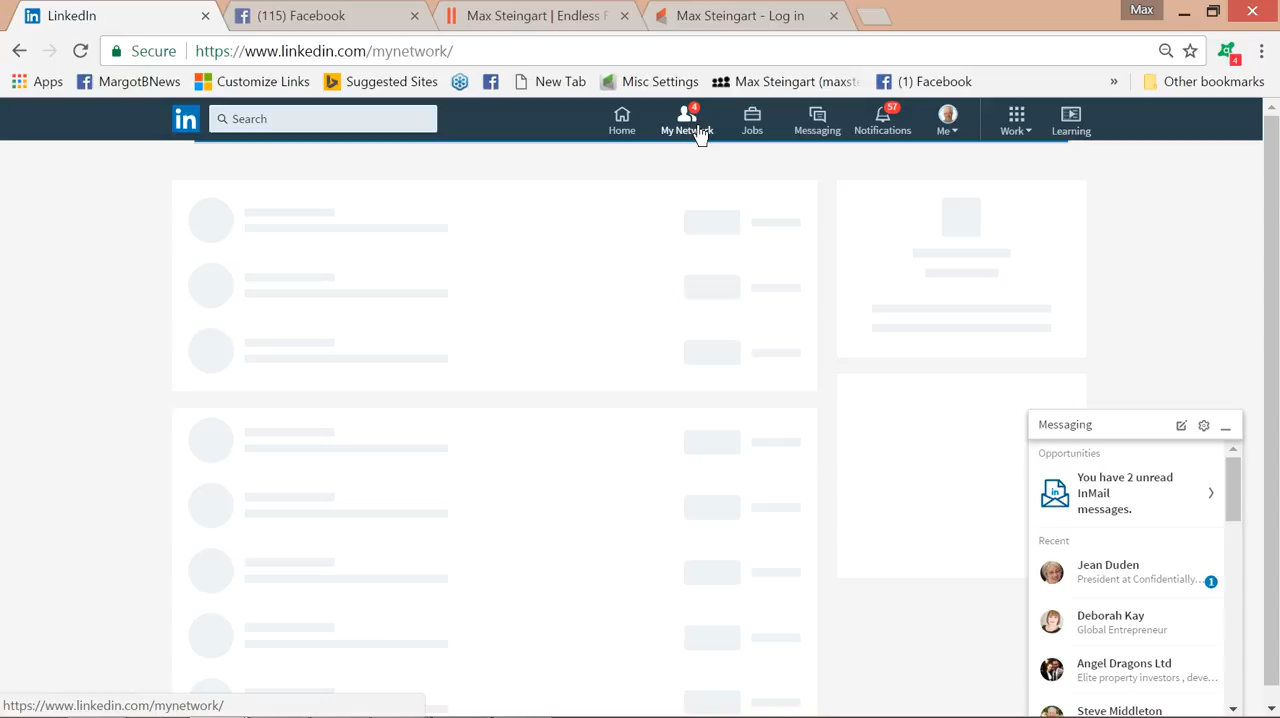 LinkedIn
(115) Facebook
Max Steingart | Endless F
Max Steingart - Log in
Max
Secure
https://www.linkedin.com/mynetwork/
4
Apps
MargotBNews
Customize Links
Suggested Sites
New Tab
Misc Settings
Max Steingart (maxste
(1) Facebook
»
Other bookmarks
in
Search
Home
4
My Network
Jobs
Messaging
57
Notifications
Me
Work
Learning
Messaging
Opportunities
in
You have 2 unread
InMail
messages.
Recent
Jean Duden
President at Confidentially...
1
Deborah Kay
Global Entrepreneur
Angel Dragons Ltd
Elite property investors , deve...
Steve Middleton
https://www.linkedin.com/mynetwork/